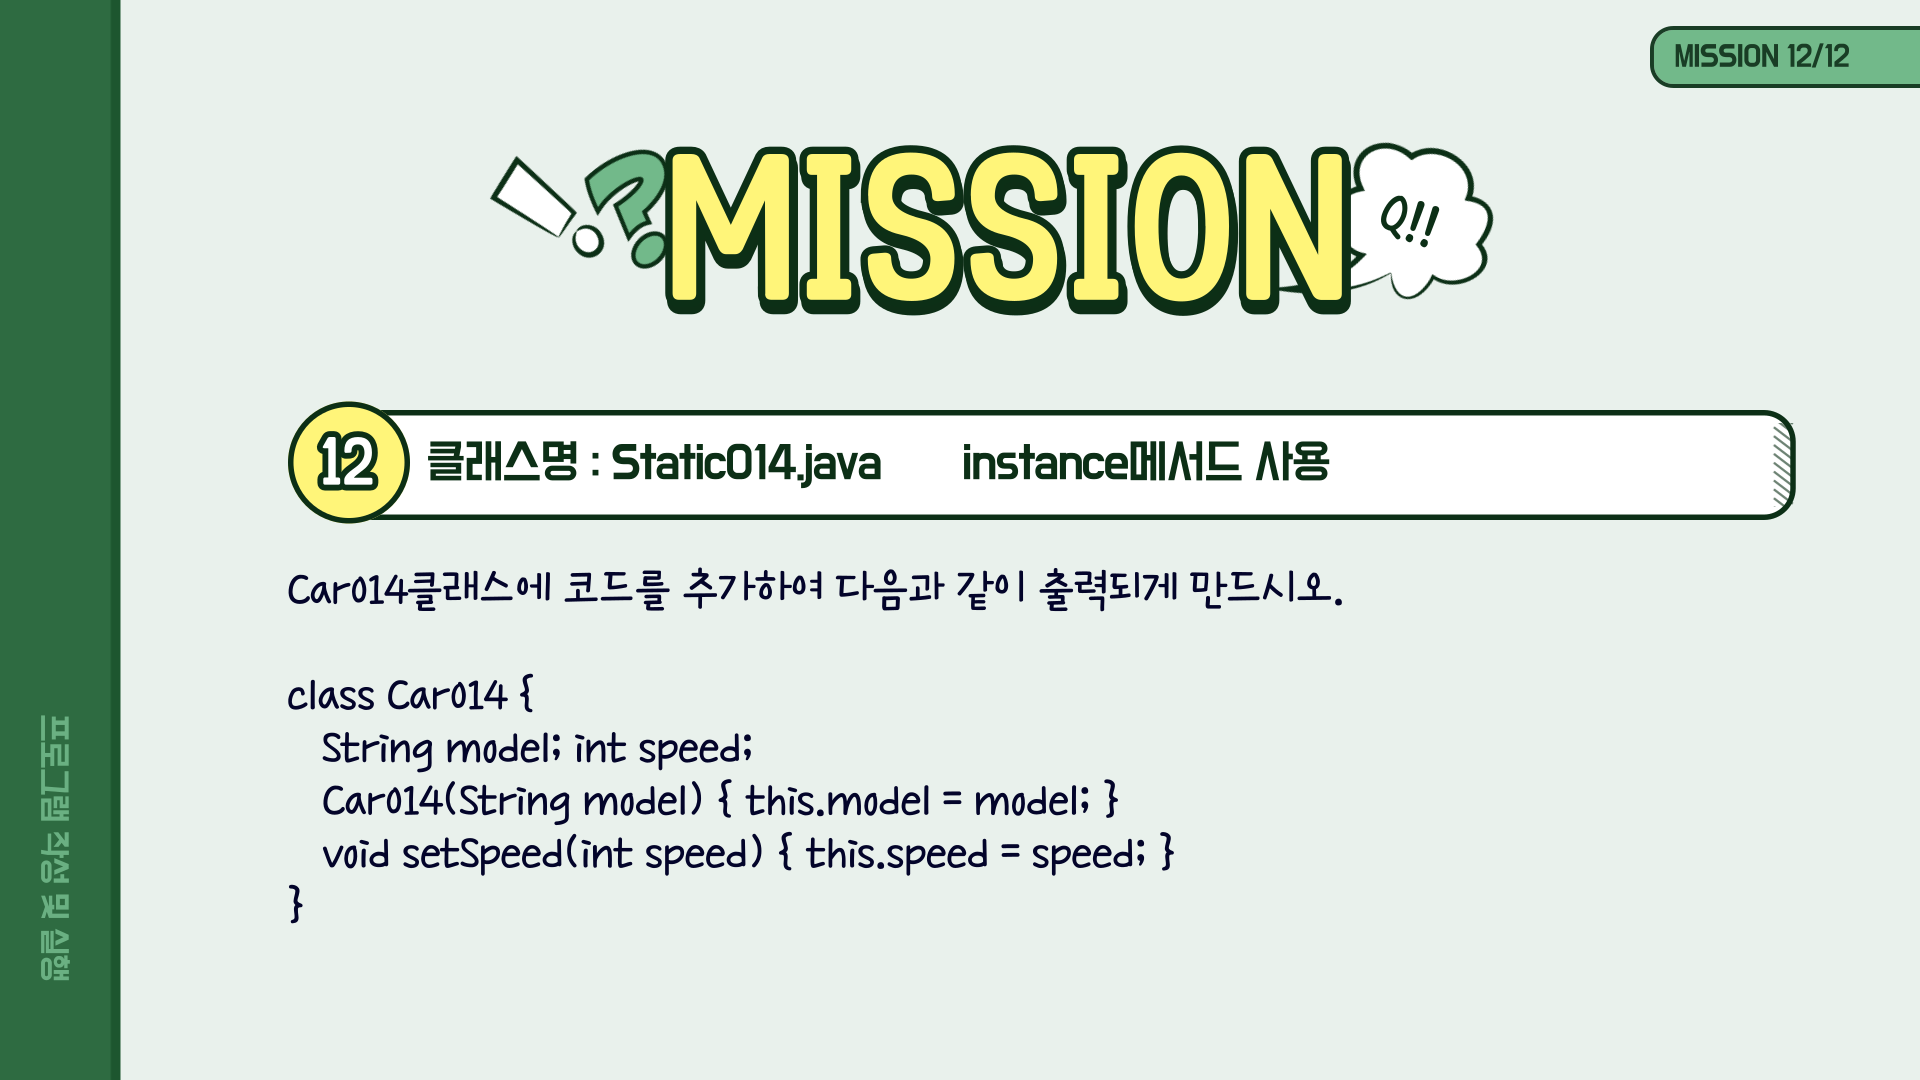 MISSION 12/12
!?MISSION
Q!!
12
클래스명 : Static014.java instance메서드 사용
Car014클래스에 코드를 추가하여 다음과 같이 출력되게 만드시오.
class Car014 {
String model; int speed;
Car014(String model) { this.model = model; }
void setSpeed(int speed) { this.speed = speed; }
}
프로그램 작성 및 실행